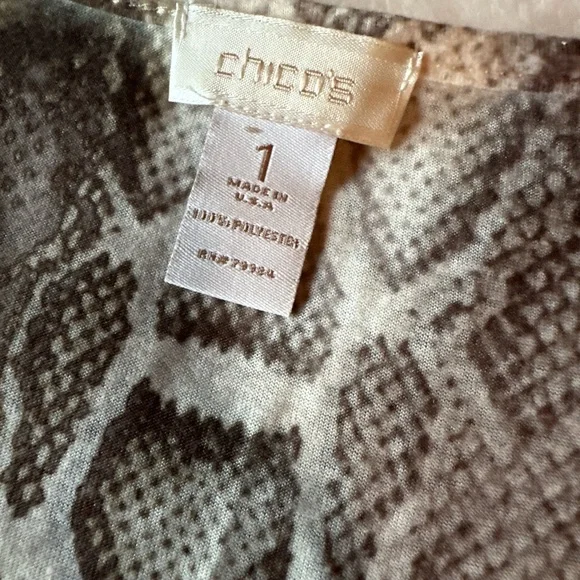 chico's
1
MADE IN
U.S.A
100% POLYESTER
RN# 79984